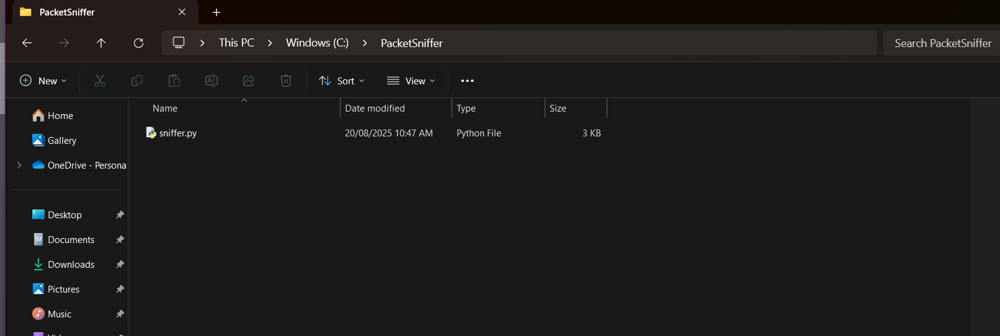 PacketSniffer
This PC
Windows (C:)
PacketSniffer
Search PacketSniffer
New
Sort
View
Name
Date modified
Type
Size
sniffer.py
20/08/2025 10:47 AM
Python File
3 KB
Home
Gallery
OneDrive - Persona
Desktop
Documents
Downloads
Pictures
Music